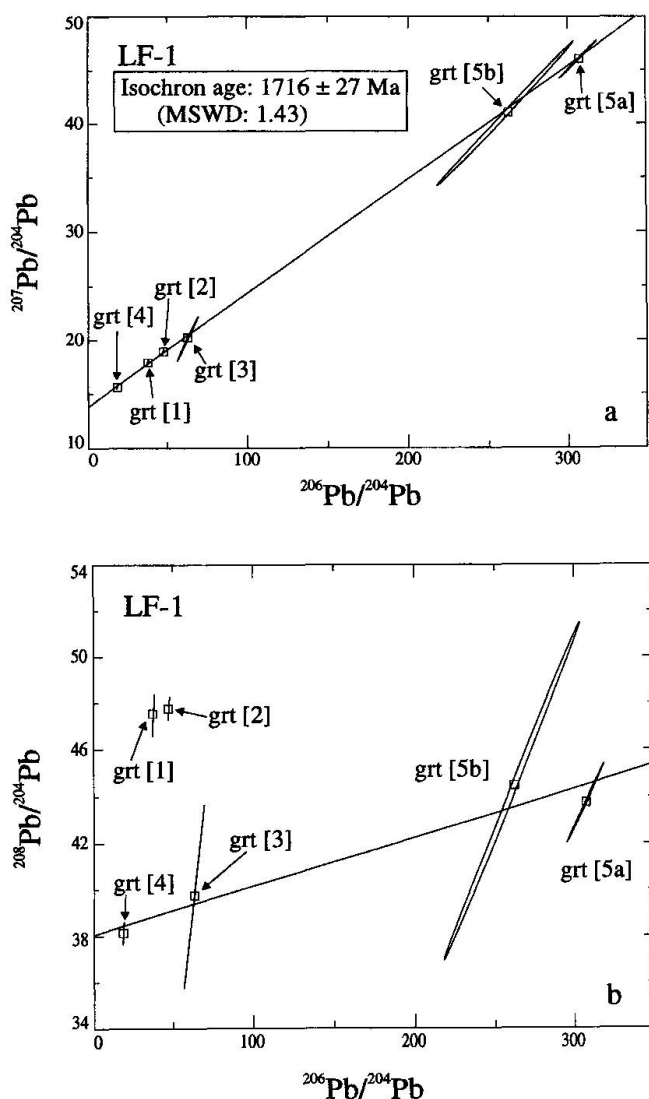 LF-1
Isochron age: 1716 ± 27 Ma
(MSWD: 1.43)
50
40
30
20
10
²⁰⁷Pb/²⁰⁴Pb
grt [5b]
grt [5a]
grt [2]
grt [4]
grt [3]
grt [1]
a
0
100
200
300
²⁰⁶Pb/²⁰⁴Pb
LF-1
54
50
46
42
38
34
²⁰⁸Pb/²⁰⁴Pb
grt [2]
grt [1]
grt [5b]
grt [3]
grt [5a]
grt [4]
b
0
100
200
300
²⁰⁶Pb/²⁰⁴Pb